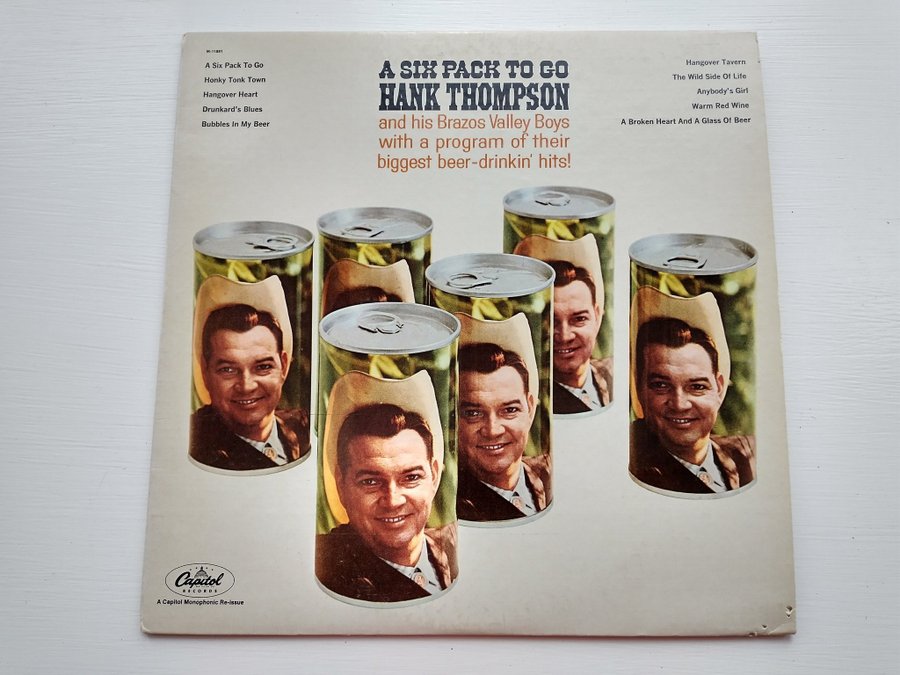 A Six Pack To Go
Honky Tonk Town
Hangover Heart
Drunkard's Blues
Bubbles In My Beer
A SIX PACK TO GO
HANK THOMPSON
and his Brazos Valley Boys
with a program of their
biggest beer-drinkin' hits!
Hangover Tavern
The Wild Side Of Life
Anybody's Girl
Warm Red Wine
A Broken Heart And A Glass Of Beer
Capitol
RECORDS
A Capitol Monophonic Re-issue